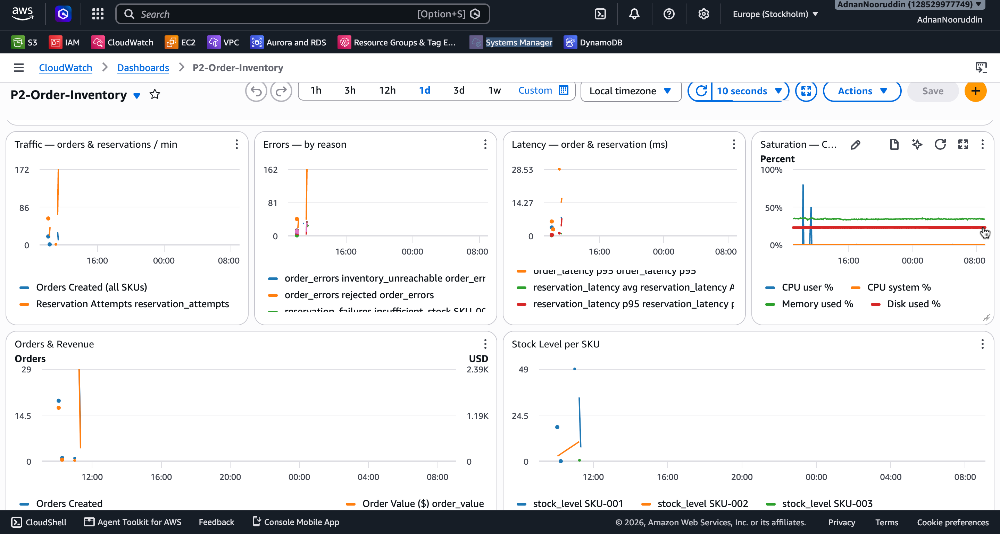 aws
Search
[Option+S]
Europe (Stockholm)
AdnanNooruddin (128529977749)
AdnanNooruddin
S3
IAM
CloudWatch
EC2
VPC
Aurora and RDS
Resource Groups & Tag E...
Systems Manager
DynamoDB
CloudWatch
Dashboards
P2-Order-Inventory
P2-Order-Inventory
1h
3h
12h
1d
3d
1w
Custom
Local timezone
10 seconds
Actions
Save
Traffic — orders & reservations / min
172
86
0
16:00
00:00
08:00
Orders Created (all SKUs)
Reservation Attempts reservation_attempts
Errors — by reason
162
81
0
16:00
00:00
08:00
order_errors inventory_unreachable order_err
order_errors rejected order_errors
reservation_failures insufficient_stock SKU-00
Latency — order & reservation (ms)
28.53
14.27
0
16:00
00:00
08:00
order_latency p95 order_latency p95
reservation_latency avg reservation_latency A
reservation_latency p95 reservation_latency p
Saturation — C...
Percent
100%
50%
0%
16:00
00:00
08:00
CPU user %
CPU system %
Memory used %
Disk used %
Orders & Revenue
Orders
USD
29
2.39K
14.5
1.19K
0
0
12:00
16:00
20:00
00:00
04:00
08:00
Orders Created
Order Value ($) order_value
Stock Level per SKU
49
24.5
0
12:00
16:00
20:00
00:00
04:00
08:00
stock_level SKU-001
stock_level SKU-002
stock_level SKU-003
CloudShell
Agent Toolkit for AWS
Feedback
Console Mobile App
© 2026, Amazon Web Services, Inc. or its affiliates.
Privacy
Terms
Cookie preferences